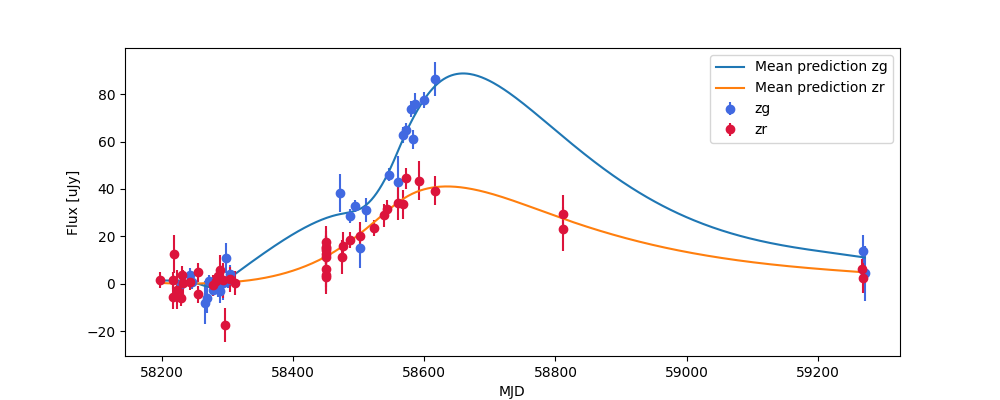 Mean prediction zg
Mean prediction zr
zg
zr
80
60
40
20
0
−20
Flux [uJy]
58200 58400 58600 58800 59000 59200
MJD